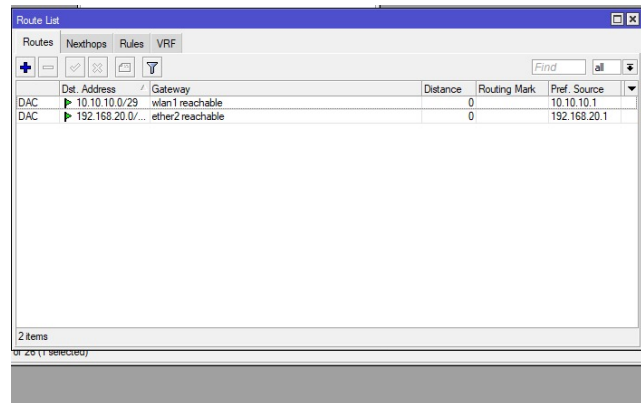 Route List
Routes Nexthops Rules VRF
Find all
Dst. Address Gateway Distance Routing Mark Pref. Source
DAC 10.10.10.0/29 wlan1 reachable 0 10.10.10.1
DAC 192.168.20.0/... ether2 reachable 0 192.168.20.1
2 items
or 26 (1 selected)